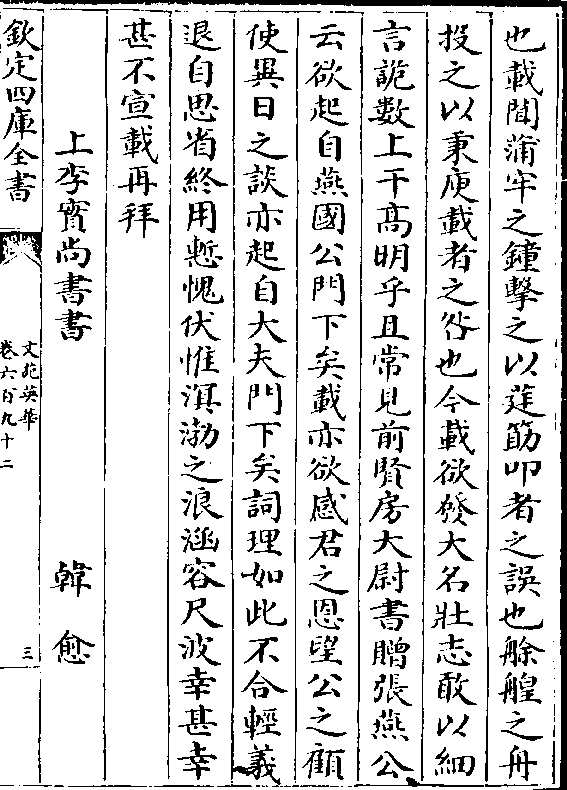 也載聞蒲牢之鐘擊之以莛筯叩者之誤也艅艎之舟
投之以秉庾載者之咎也今載欲發大名壯志敢以細
言詭數上干髙明乎且常見前賢房大尉書贈張燕公
云欲起自燕國公門下矣載亦欲感君之恩望公之顧
使異日之談亦起自大夫門下矣詞理如此不合輕議
退自思省終用慙愧伏惟溟渤之浪涵容尺波幸甚幸
甚不宣載再拜
上李實尚書書 韓愈
欽定四庫全書
文苑英華
卷六百九十二
三